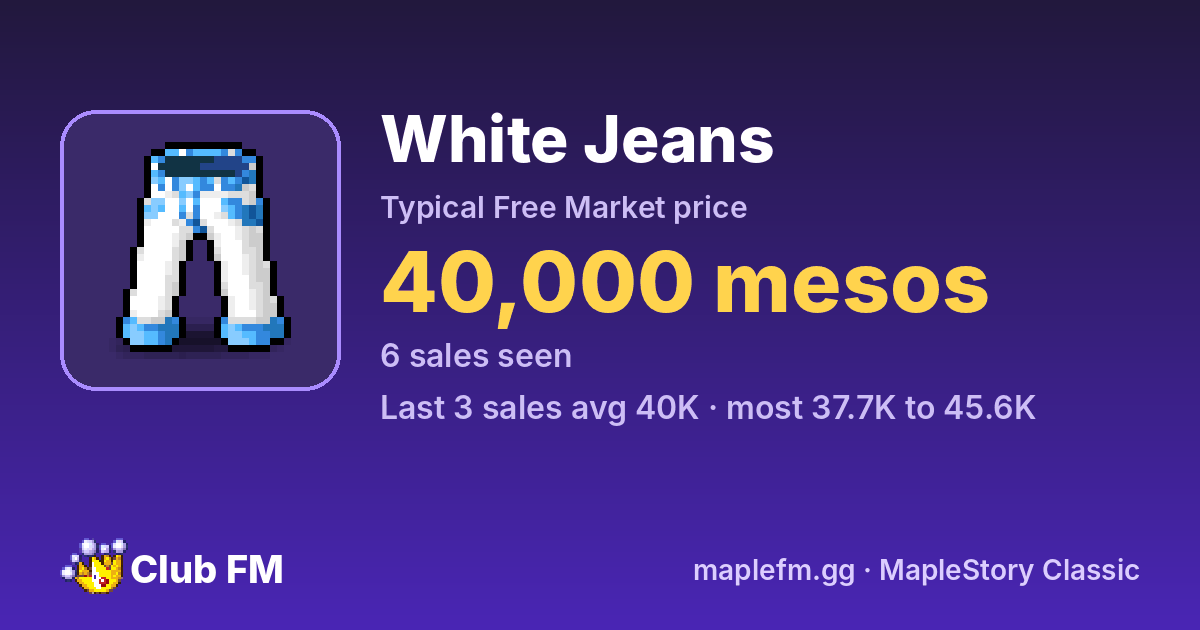 White Jeans
Typical Free Market price
40,000 mesos
6 sales seen
Last 3 sales avg 40K · most 37.7K to 45.6K
Club FM
maplefm.gg · MapleStory Classic